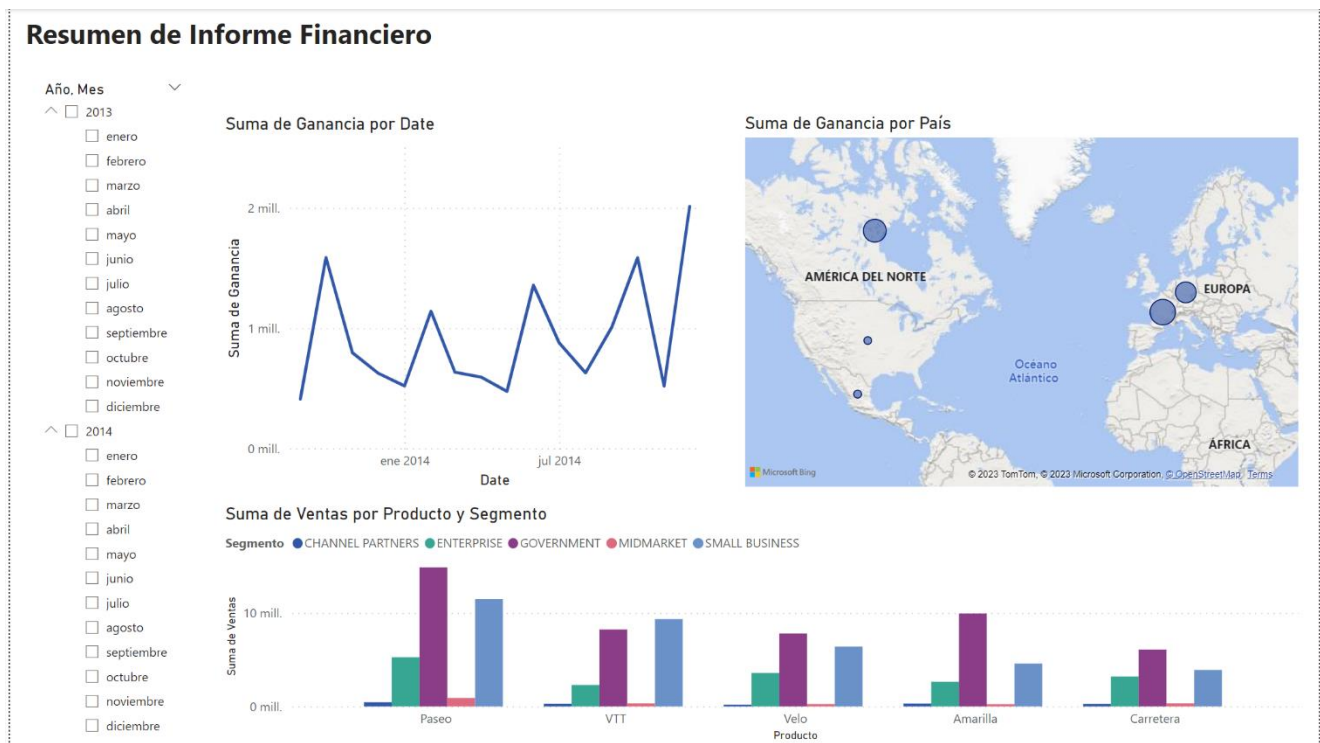 Resumen de Informe Financiero
Año, Mes
2013
enero
febrero
marzo
abril
mayo
junio
julio
agosto
septiembre
octubre
noviembre
diciembre
2014
enero
febrero
marzo
abril
mayo
junio
julio
agosto
septiembre
octubre
noviembre
diciembre
Suma de Ganancia por Date
Suma de Ganancia
2 mill.
1 mill.
0 mill.
ene 2014
jul 2014
Date
Suma de Ganancia por País
AMÉRICA DEL NORTE
EUROPA
Océano
Atlántico
ÁFRICA
Microsoft Bing
© 2023 TomTom, © 2023 Microsoft Corporation, © OpenStreetMap Terms
Suma de Ventas por Producto y Segmento
Segmento CHANNEL PARTNERS ENTERPRISE GOVERNMENT MIDMARKET SMALL BUSINESS
Suma de Ventas
10 mill.
0 mill.
Paseo
VTT
Velo
Amarilla
Carretera
Producto